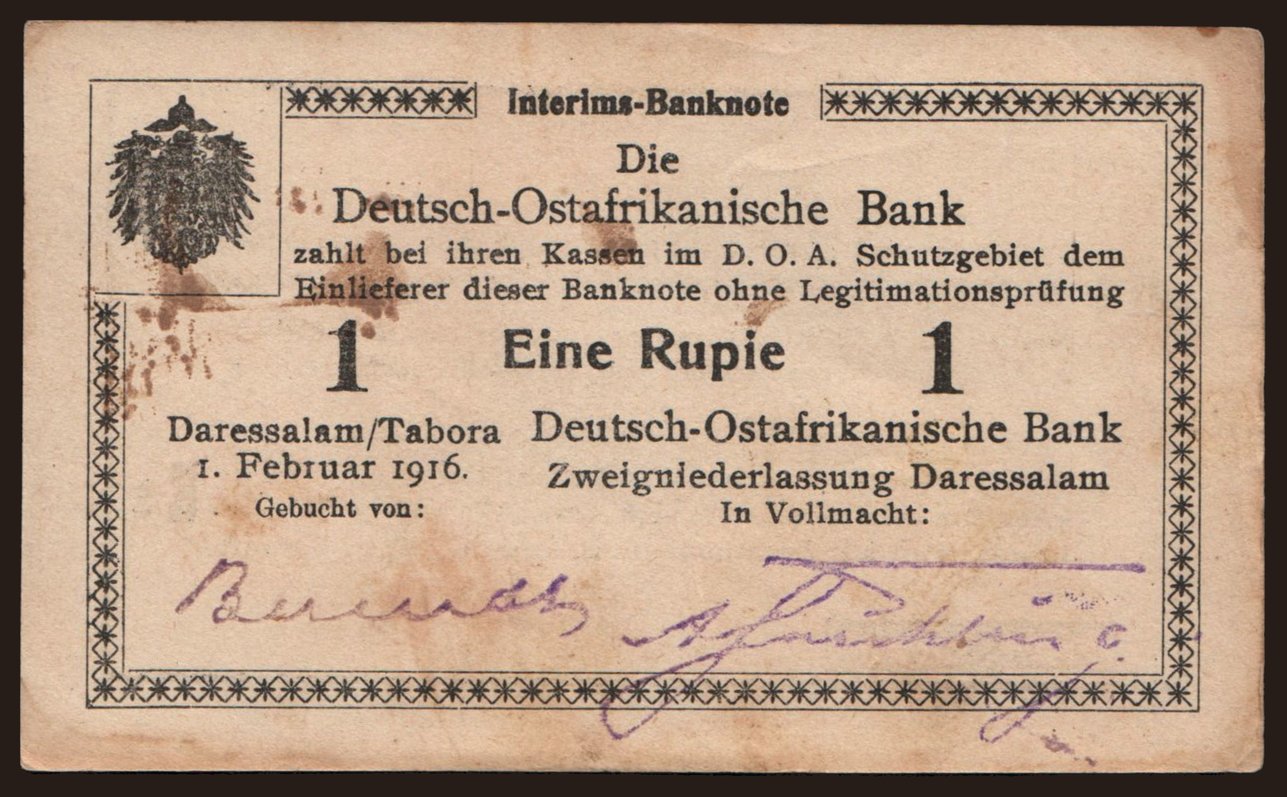 Interims-Banknote
Die
Deutsch-Ostafrikanische Bank
zahlt bei ihren Kassen im D. O. A. Schutzgebiet dem
Einlieferer dieser Banknote ohne Legitimationsprüfung
1 Eine Rupie 1
Daressalam/Tabora
1. Februar 1916.
Gebucht von:
Deutsch-Ostafrikanische Bank
Zweigniederlassung Daressalam
In Vollmacht: